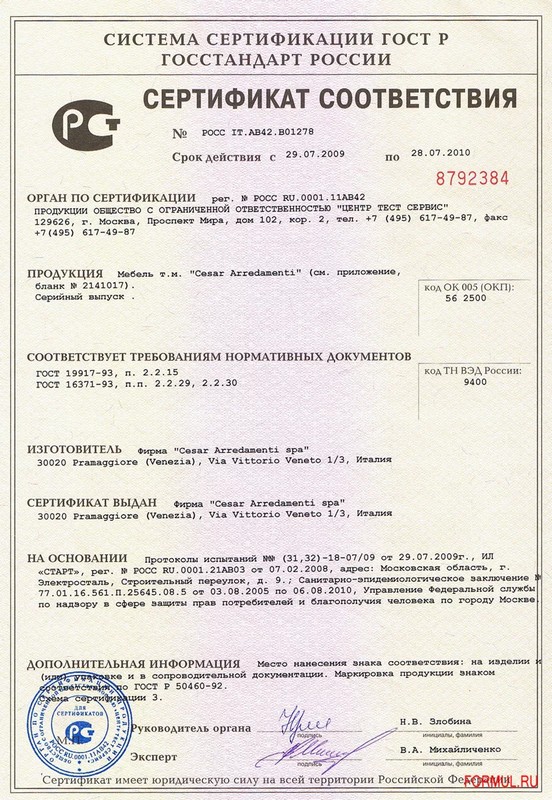 СИСТЕМА СЕРТИФИКАЦИИ ГОСТ Р
ГОССТАНДАРТ РОССИИ
СЕРТИФИКАТ СООТВЕТСТВИЯ
№ РОСС IT.АВ42.В01278
Срок действия с 29.07.2009 по 28.07.2010
8792384
ОРГАН ПО СЕРТИФИКАЦИИ рег. № РОСС RU.0001.11АВ42
ПРОДУКЦИИ ОБЩЕСТВО С ОГРАНИЧЕННОЙ ОТВЕТСТВЕННОСТЬЮ "ЦЕНТР ТЕСТ СЕРВИС"
129626, г. Москва, Проспект Мира, дом 102, кор. 2, тел. +7 (495) 617-49-87, факс
+7(495) 617-49-87
ПРОДУКЦИЯ Мебель т.м. "Cesar Arredamenti" (см. приложение,
бланк № 2141017).
Серийный выпуск .
код ОК 005 (ОКП):
56 2500
СООТВЕТСТВУЕТ ТРЕБОВАНИЯМ НОРМАТИВНЫХ ДОКУМЕНТОВ
ГОСТ 19917-93, п. 2.2.15
ГОСТ 16371-93, п.п. 2.2.29, 2.2.30
код ТН ВЭД России:
9400
ИЗГОТОВИТЕЛЬ Фирма "Cesar Arredamenti spa"
30020 Pramaggiore (Venezia), Via Vittorio Veneto 1/3, Италия
СЕРТИФИКАТ ВЫДАН Фирма "Cesar Arredamenti spa"
30020 Pramaggiore (Venezia), Via Vittorio Veneto 1/3, Италия
НА ОСНОВАНИИ Протоколы испытаний №№ (31,32)-18-07/09 от 29.07.2009г., ИЛ
«СТАРТ», рег. № РОСС RU.0001.21АВ03 от 07.02.2008, адрес: Московская область, г.
Электросталь, Строительный переулок, д. 9.; Санитарно-эпидемиологическое заключение №
77.01.16.561.П.25645.08.5 от 03.08.2005 по 06.08.2010, Управление Федеральной службы
по надзору в сфере защиты прав потребителей и благополучия человека по городу Москве.
ДОПОЛНИТЕЛЬНАЯ ИНФОРМАЦИЯ Место нанесения знака соответствия: на изделии и
(или) упаковке и в сопроводительной документации. Маркировка продукции знаком
соответствия по ГОСТ Р 50460-92.
Схема сертификации 3.
ДЛЯ
СЕРТИФИКАТОВ
М.П.
РОСС RU.0001.11АВ42
Руководитель органа
подпись
Н.В. Злобина
инициалы, фамилия
Эксперт
подпись
В.А. Михайличенко
инициалы, фамилия
Сертификат имеет юридическую силу на всей территории Российской Федерации
FORMUL.RU